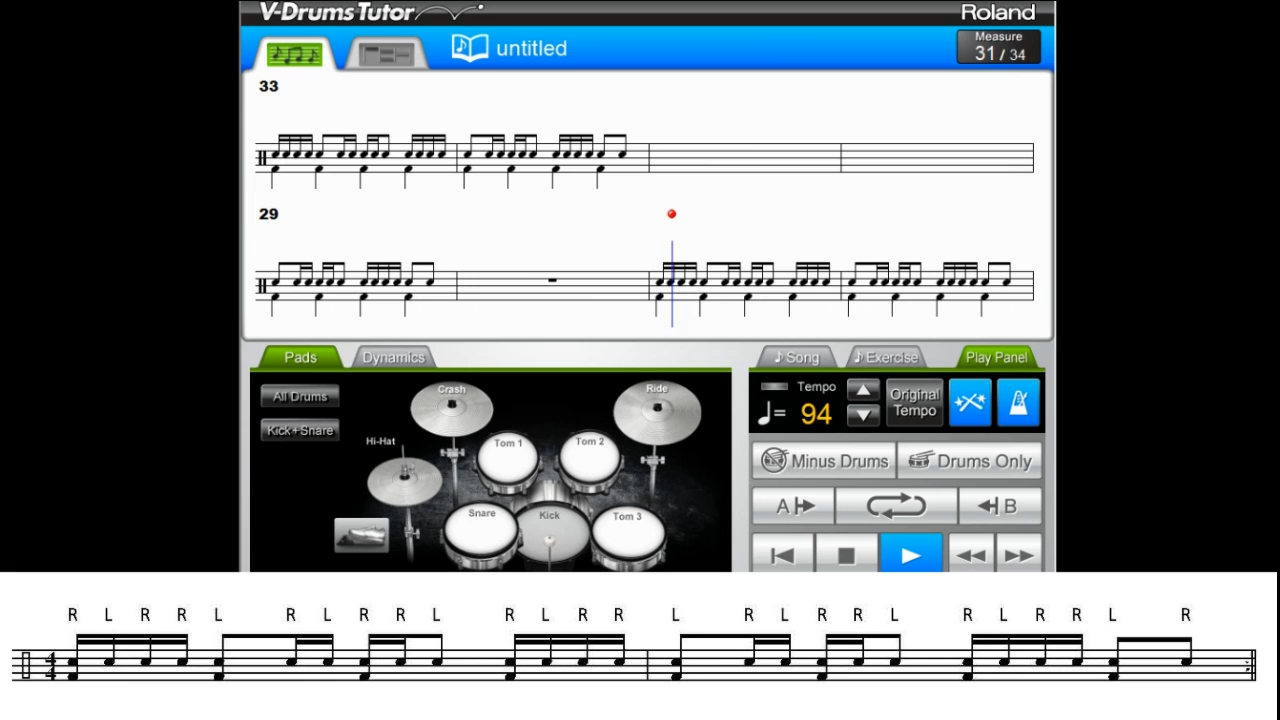 V-Drums Tutor Roland
untitled
Measure
31 / 34
33
29
Pads Dynamics
Song Exercise Play Panel
All Drums
Kick+Snare
Crash
Ride
Hi-Hat
Tom 1
Tom 2
Snare
Kick
Tom 3
Tempo
= 94
Original
Tempo
Minus Drums Drums Only
A B
R L R R L R L R R L R L R R L R L R R L R L R R L R
4
4